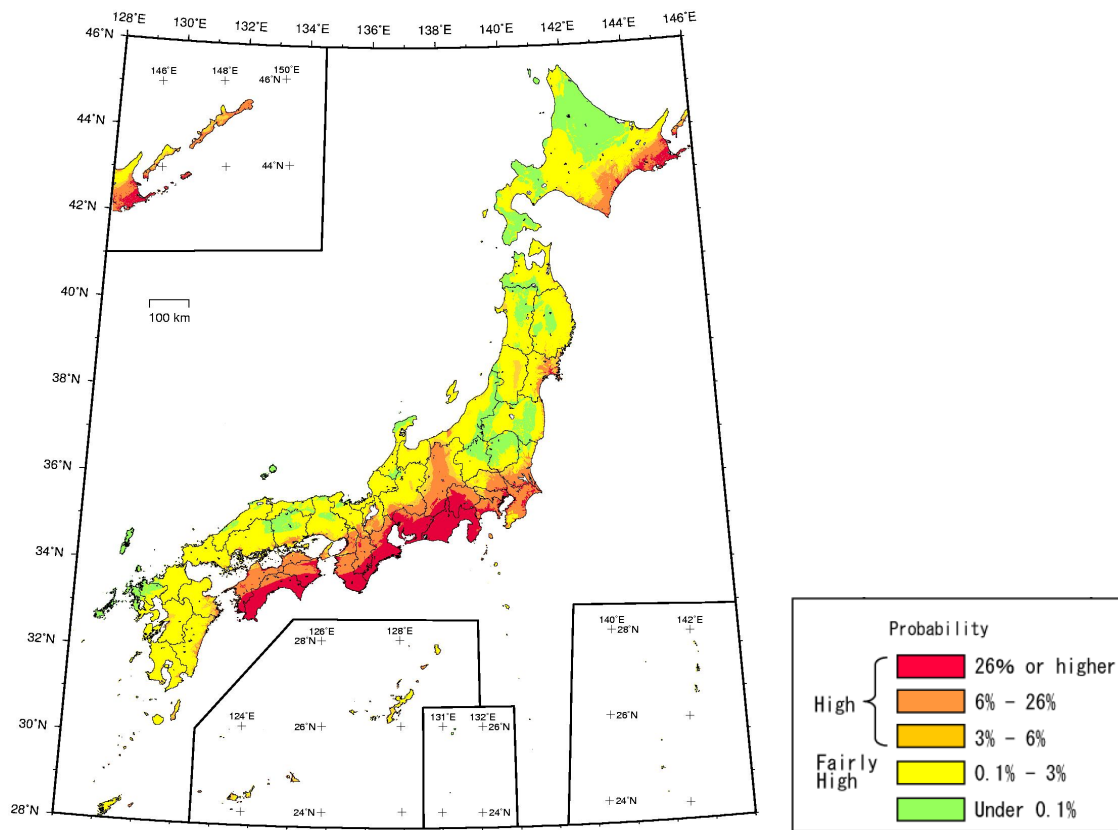 128°E 130°E 132°E 134°E 136°E 138°E 140°E 142°E 144°E 146°E
46°N
146°E 148°E 46°N 150°E
44°N
44°N
42°N
40°N
100 km
38°N
36°N
34°N
32°N
30°N
28°N
126°E 128°E
28°N
124°E
26°N
131°E 132°E
26°N
24°N
24°N
140°E 142°E
28°N
26°N
24°N
Probability
High
26% or higher
6% - 26%
3% - 6%
Fairly
High
0.1% - 3%
Under 0.1%